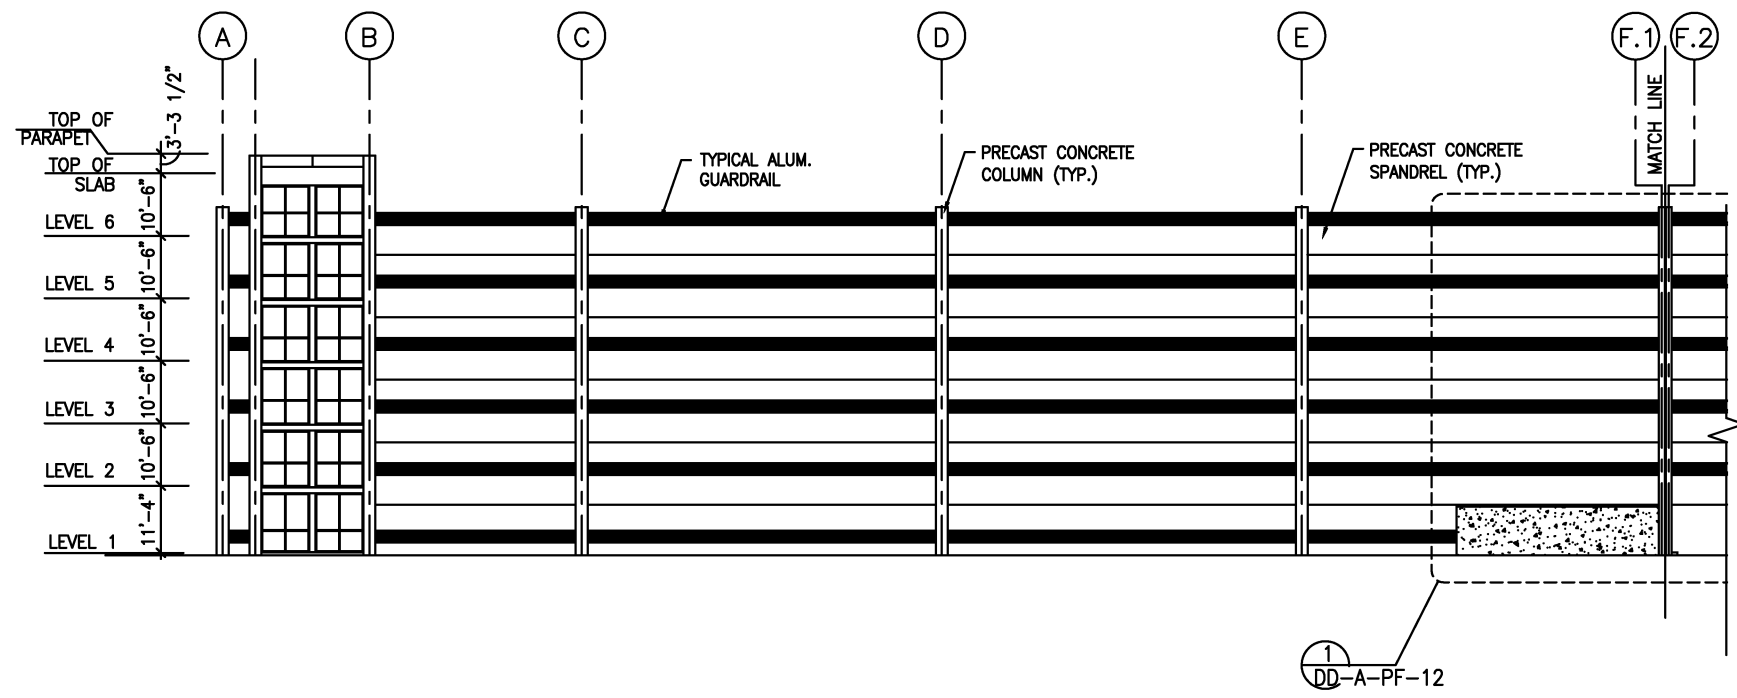 A
B
C
D
E
F.1
F.2
MATCH LINE
3'-3 1/2"
TOP OF
PARAPET
TOP OF
SLAB
TYPICAL ALUM.
GUARDRAIL
PRECAST CONCRETE
COLUMN (TYP.)
PRECAST CONCRETE
SPANDREL (TYP.)
10'-6"
LEVEL 6
10'-6"
LEVEL 5
10'-6"
LEVEL 4
10'-6"
LEVEL 3
10'-6"
LEVEL 2
11'-4"
LEVEL 1
1
DD-A-PF-12